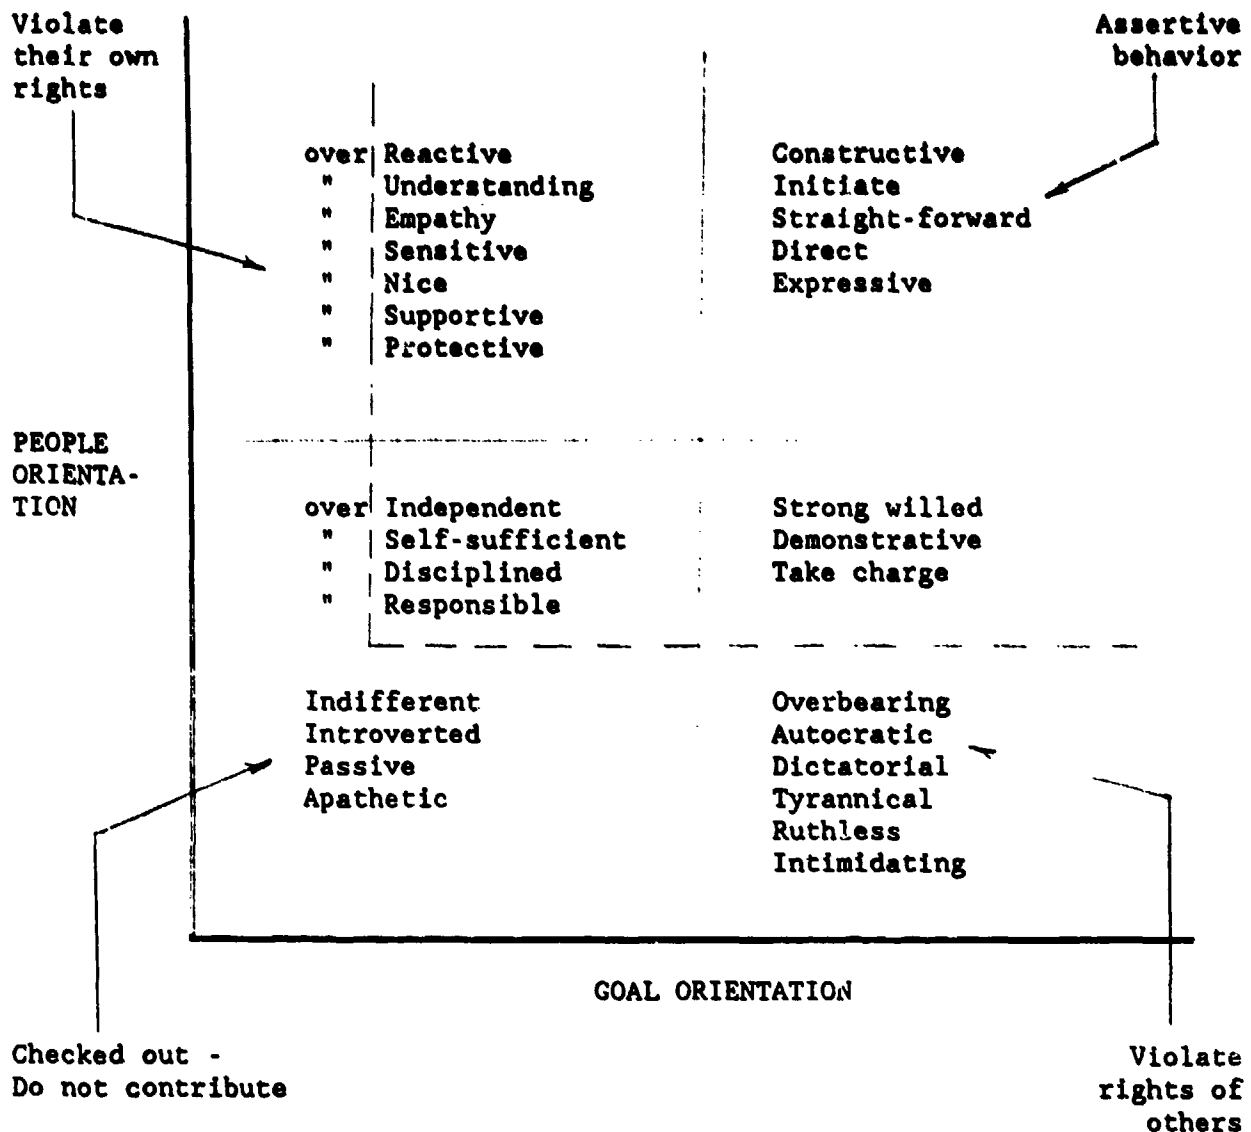 Violate
their own
rights
Assertive
behavior
over Reactive
" Understanding
" Empathy
" Sensitive
" Nice
" Supportive
" Protective
Constructive
Initiate
Straight-forward
Direct
Expressive
PEOPLE
ORIENTA-
TION
over Independent
" Self-sufficient
" Disciplined
" Responsible
Strong willed
Demonstrative
Take charge
Indifferent
Introverted
Passive
Apathetic
Overbearing
Autocratic
Dictatorial
Tyrannical
Ruthless
Intimidating
GOAL ORIENTATION
Checked out -
Do not contribute
Violate
rights of
others